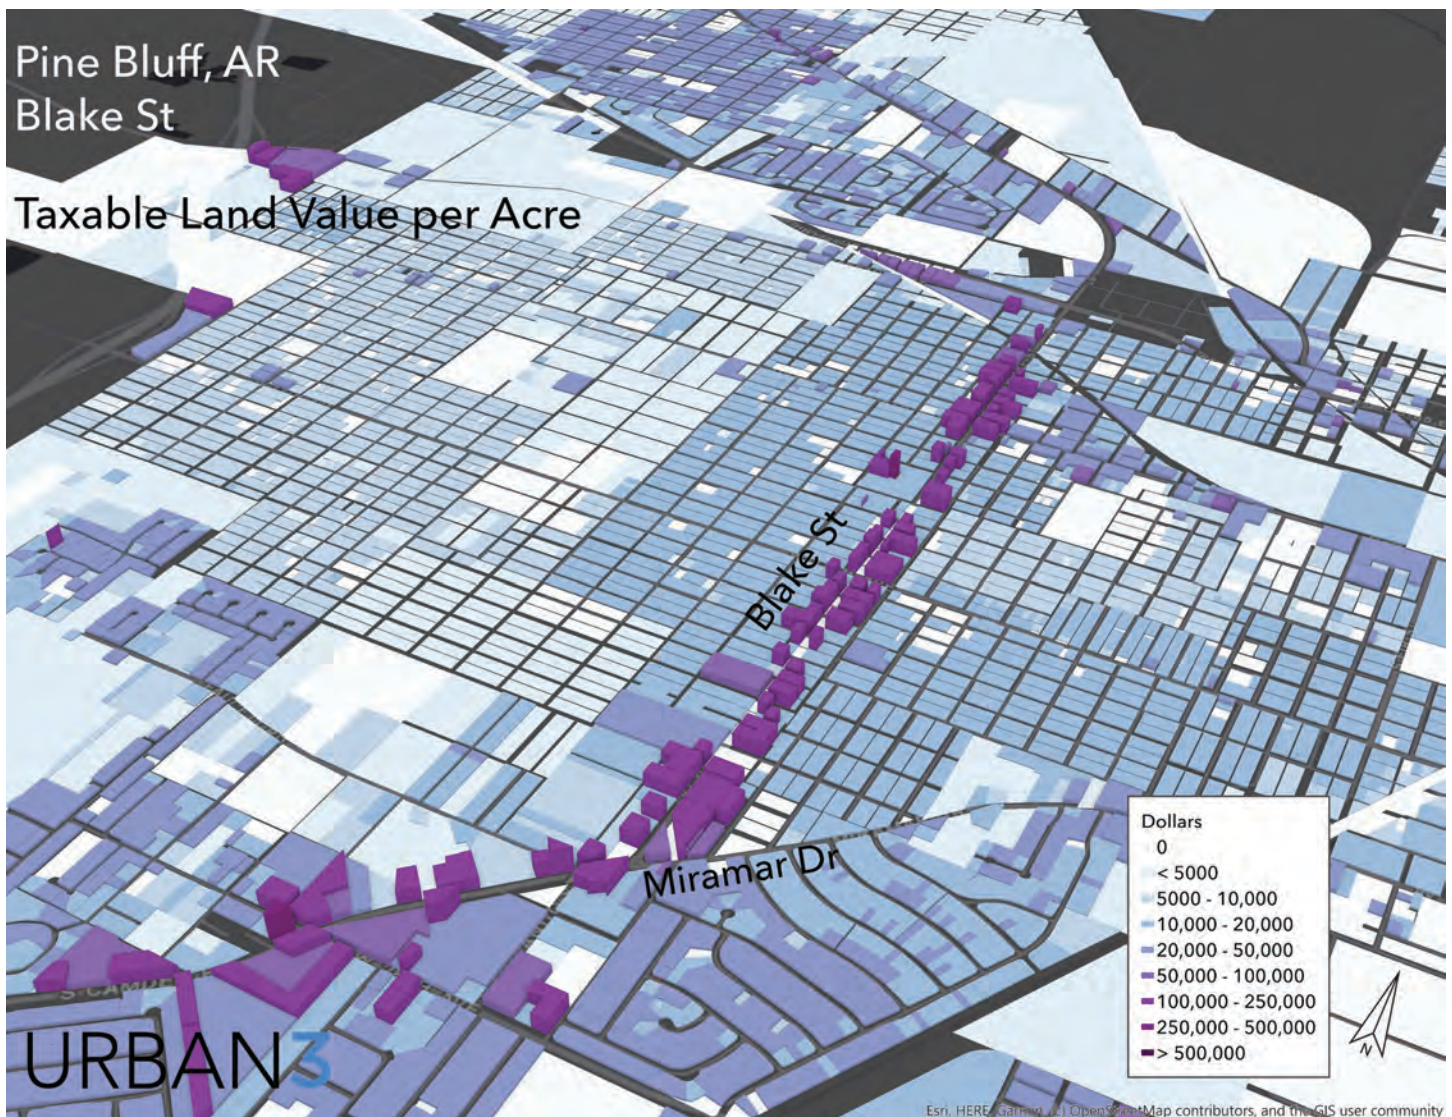 Pine Bluff, AR
Blake St
Taxable Land Value per Acre
Blake St
Miramar Dr
Dollars
0
< 5000
5000 - 10,000
10,000 - 20,000
20,000 - 50,000
50,000 - 100,000
100,000 - 250,000
250,000 - 500,000
> 500,000
N
URBAN3
Esri, HERE, Garmin, (c) OpenStreetMap contributors, and the GIS user community